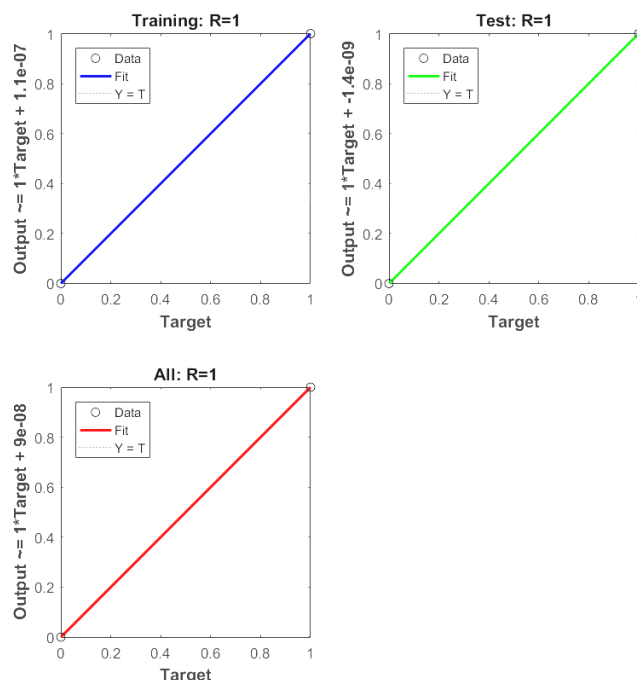 Training: R=1
Output ~= 1*Target + 1.1e-07
1
0.8
0.6
0.4
0.2
0
Data
Fit
Y = T
0 0.2 0.4 0.6 0.8 1
Target
Test: R=1
Output ~= 1*Target + -1.4e-09
1
0.8
0.6
0.4
0.2
0
Data
Fit
Y = T
0 0.2 0.4 0.6 0.8 1
Target
All: R=1
Output ~= 1*Target + 9e-08
1
0.8
0.6
0.4
0.2
0
Data
Fit
Y = T
0 0.2 0.4 0.6 0.8 1
Target